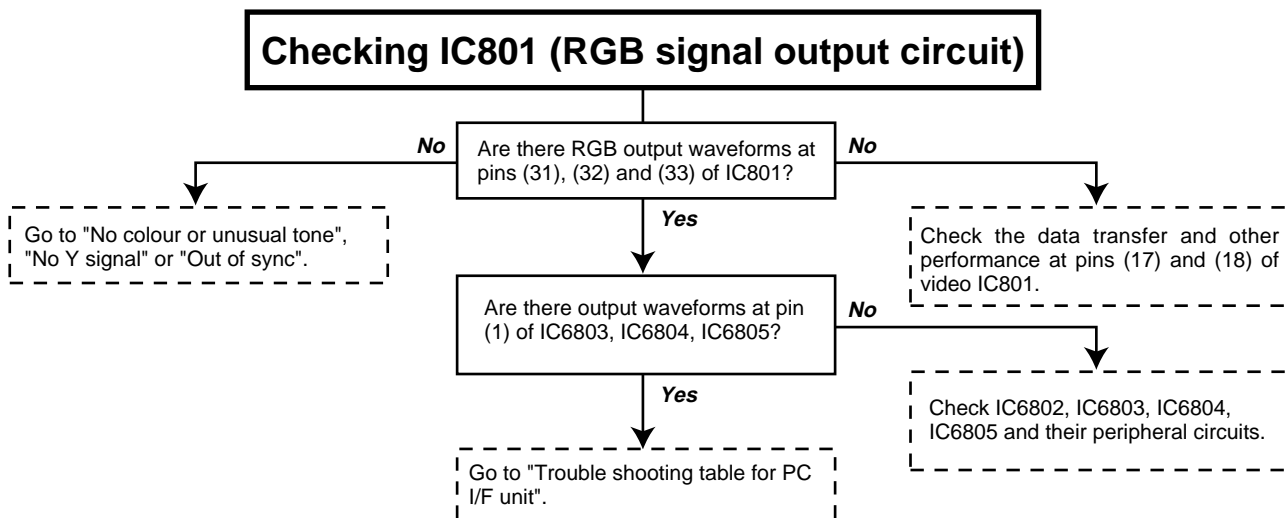 Checking IC801 (RGB signal output circuit)
No
Are there RGB output waveforms at
pins (31), (32) and (33) of IC801?
No
Yes
Go to "No colour or unusual tone",
"No Y signal" or "Out of sync".
Check the data transfer and other
performance at pins (17) and (18) of
video IC801.
Are there output waveforms at pin
(1) of IC6803, IC6804, IC6805?
No
Yes
Check IC6802, IC6803, IC6804,
IC6805 and their peripheral circuits.
Go to "Trouble shooting table for PC
I/F unit".